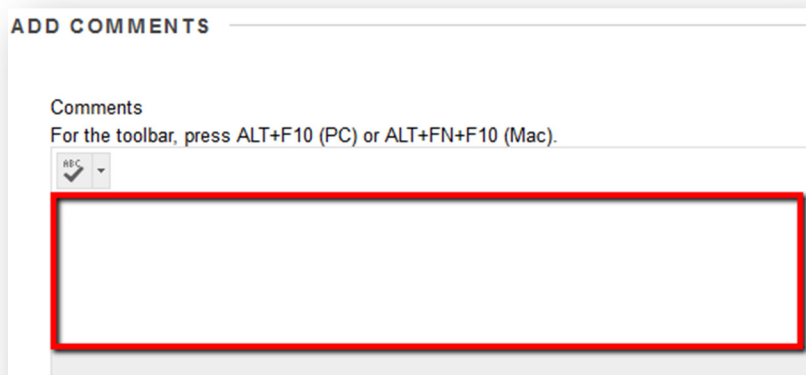 ADD COMMENTS
Comments
For the toolbar, press ALT+F10 (PC) or ALT+FN+F10 (Mac).
ABC